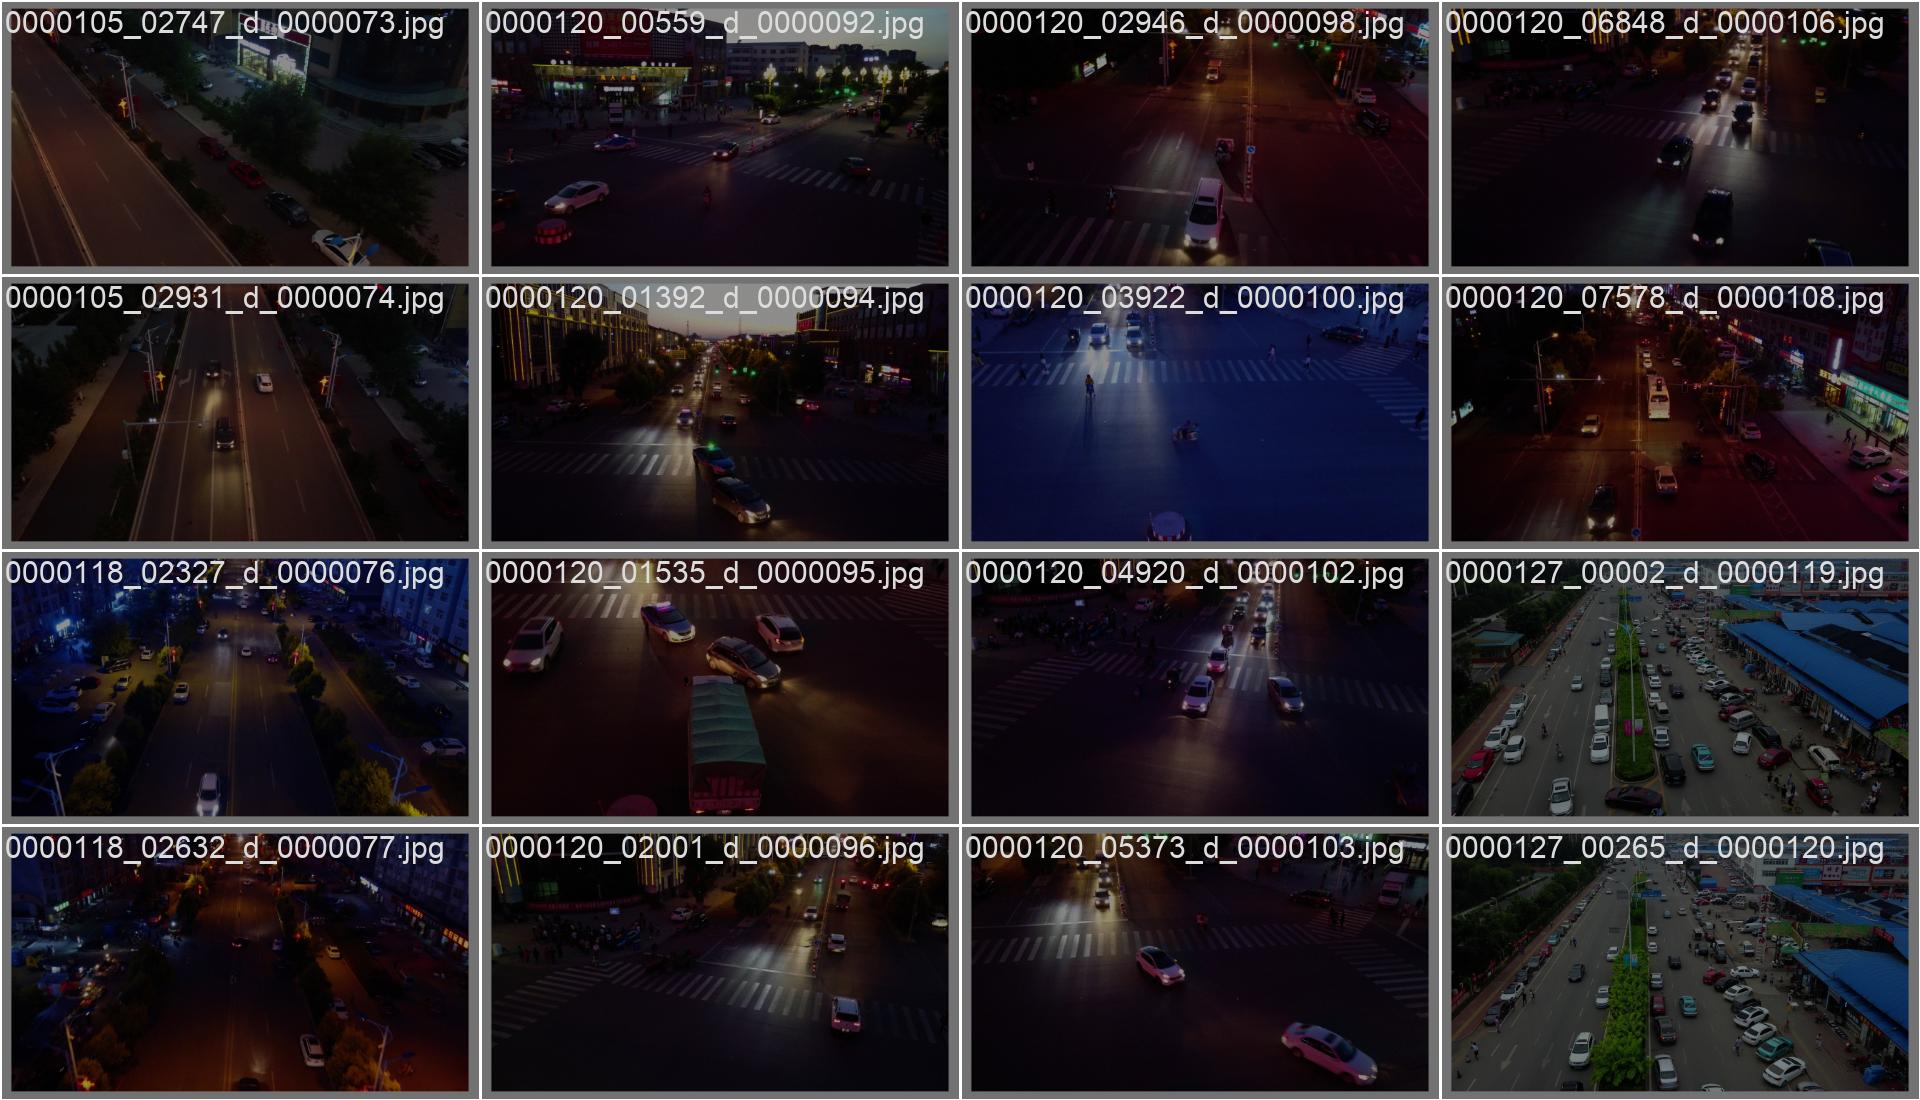 0000105_02747_d_0000073.jpg
0000120_00559_d_0000092.jpg
0000120_02946_d_0000098.jpg
0000120_06848_d_0000106.jpg
0000105_02931_d_0000074.jpg
0000120_01392_d_0000094.jpg
0000120_03922_d_0000100.jpg
0000120_07578_d_0000108.jpg
0000118_02327_d_0000076.jpg
0000120_01535_d_0000095.jpg
0000120_04920_d_0000102.jpg
0000127_00002_d_0000119.jpg
0000118_02632_d_0000077.jpg
0000120_02001_d_0000096.jpg
0000120_05373_d_0000103.jpg
0000127_00265_d_0000120.jpg